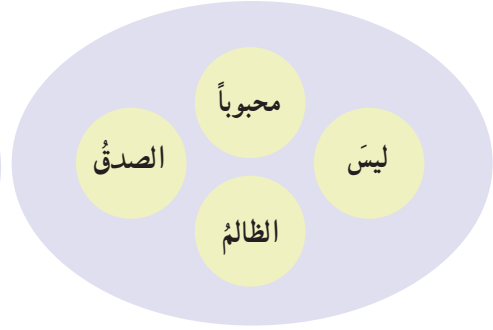 محبوباً
ليسَ
الصدقُ
الظالمُ